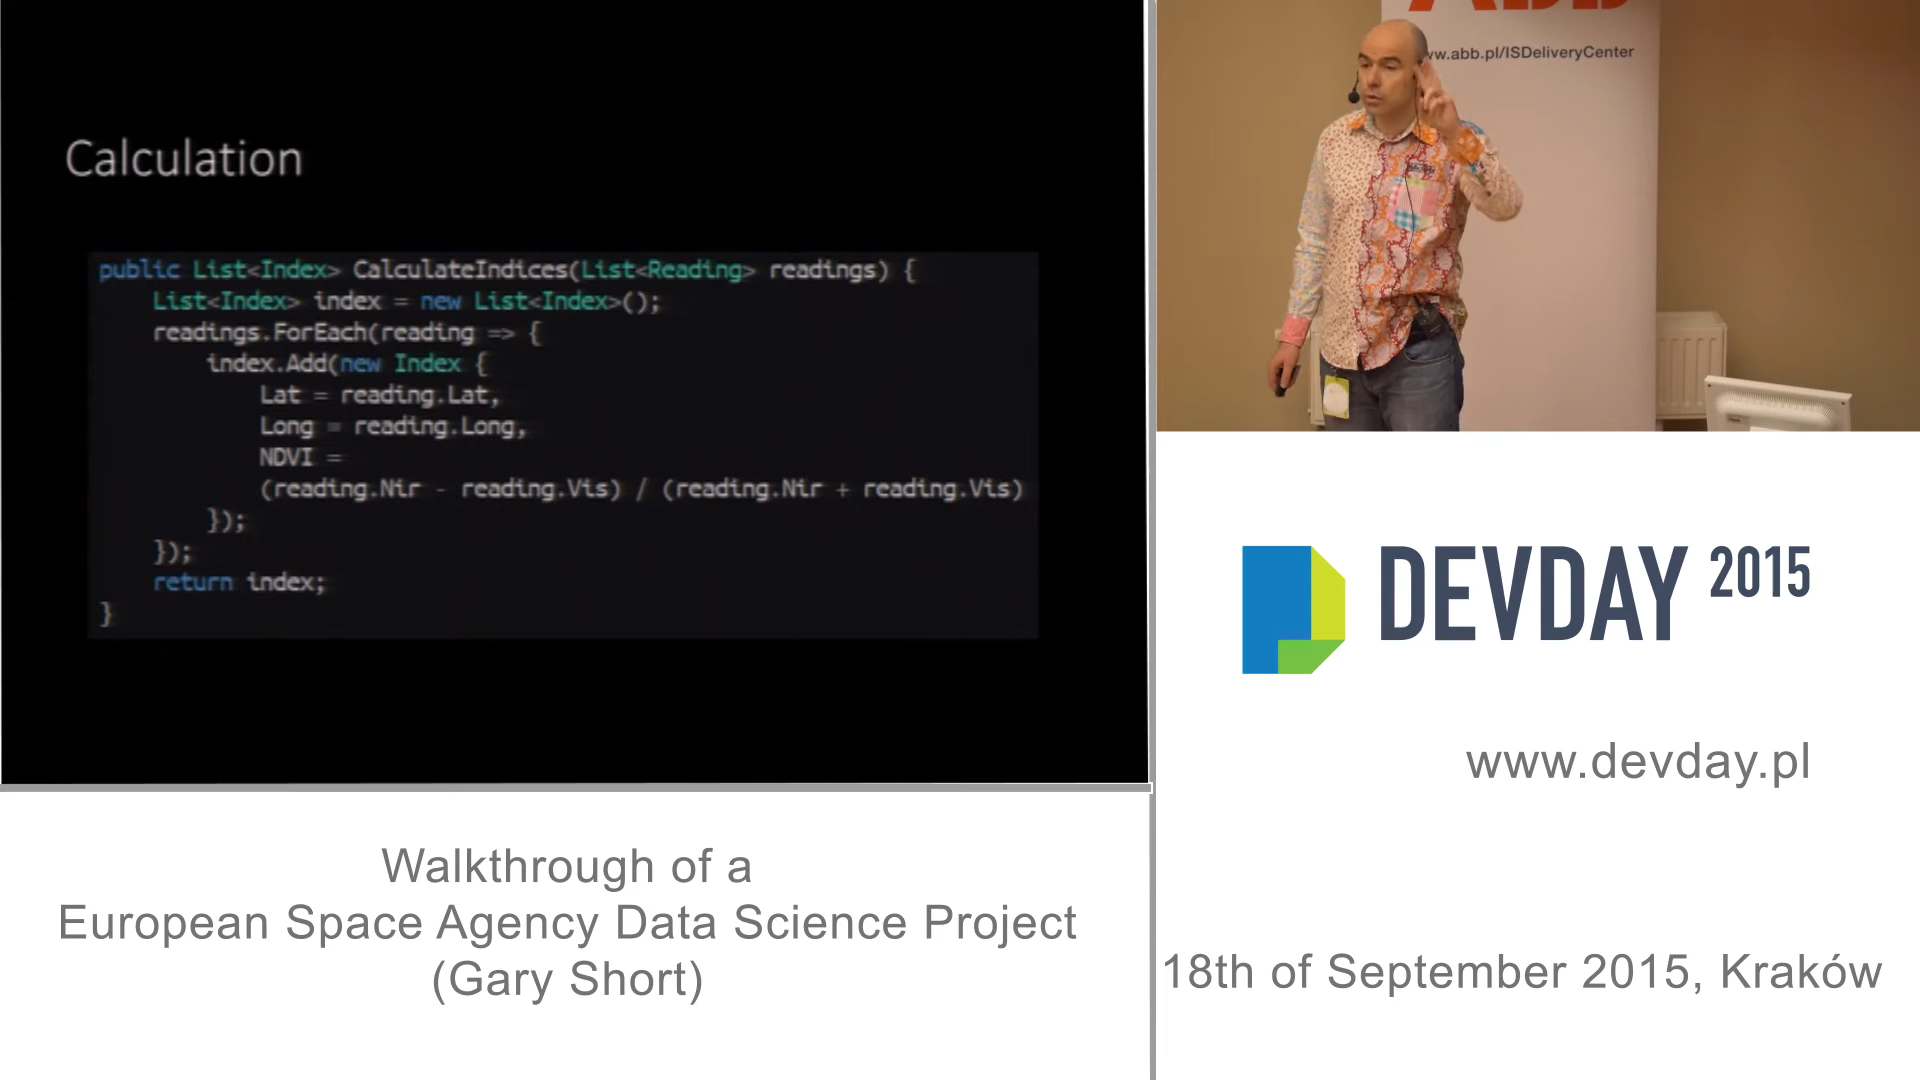 Calculation
public List<Index> CalculateIndices(List<Reading> readings) {
List<Index> index = new List<Index>();
readings.ForEach(reading => {
index.Add(new Index {
Lat = reading.Lat,
Long = reading.Long,
NDVI =
(reading.Nir - reading.Vis) / (reading.Nir + reading.Vis)
});
});
return index;
}
Walkthrough of a
European Space Agency Data Science Project
(Gary Short)
ww.abb.pl/ISDeliveryCenter
DEVDAY 2015
www.devday.pl
18th of September 2015, Kraków